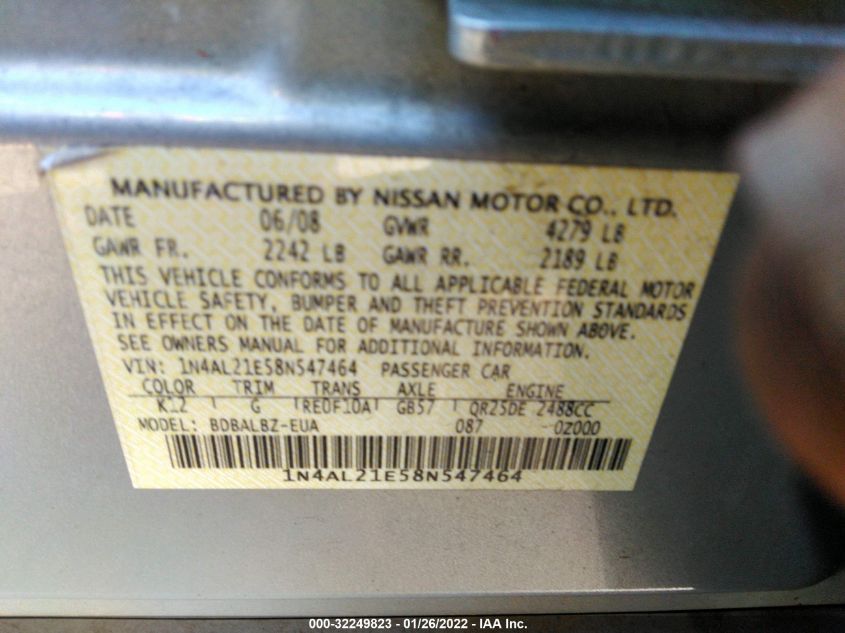 MANUFACTURED BY NISSAN MOTOR CO., LTD.
DATE 06/08 GVWR 4279 LB
GAWR FR. 2242 LB GAWR RR. 2189 LB
THIS VEHICLE CONFORMS TO ALL APPLICABLE FEDERAL MOTOR
VEHICLE SAFETY, BUMPER AND THEFT PREVENTION STANDARDS
IN EFFECT ON THE DATE OF MANUFACTURE SHOWN ABOVE.
SEE OWNERS MANUAL FOR ADDITIONAL INFORMATION.
VIN: 1N4AL21E58N547464 PASSENGER CAR
COLOR TRIM TRANS AXLE ENGINE
K12 G RE0F10A GB57 QR25DE 2488CC
MODEL: BDBALBZ-EUA 087 0Z000
1N4AL21E58N547464
000-32249823 - 01/26/2022 - IAA Inc.